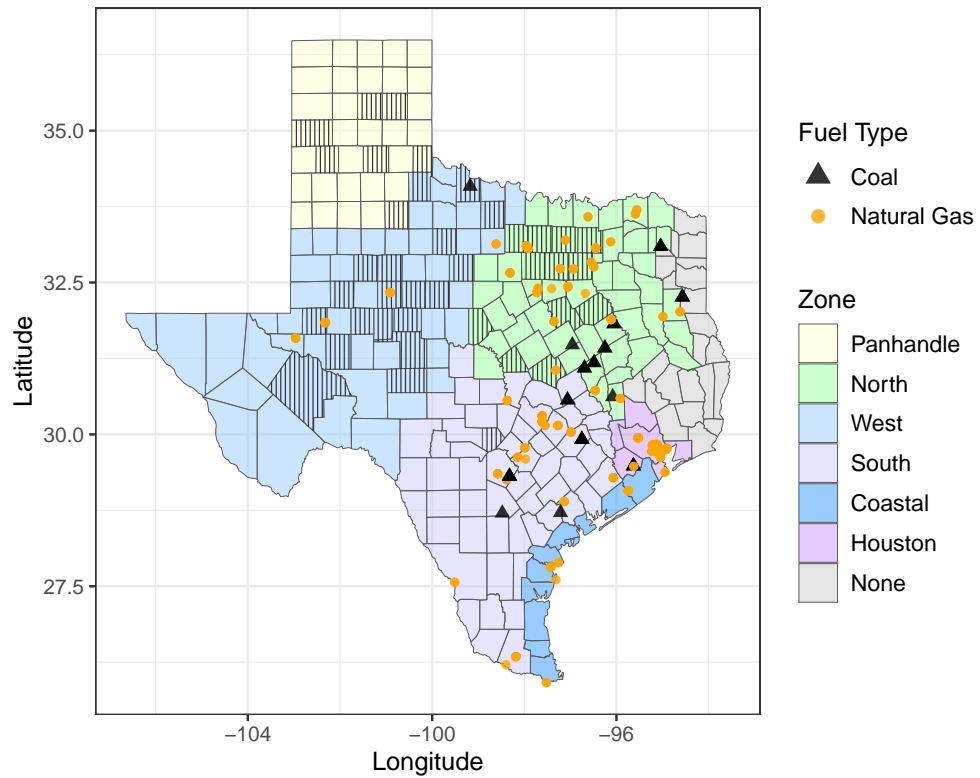 Latitude
35.0
32.5
30.0
27.5
−104
−100
−96
Longitude
Fuel Type
Coal
Natural Gas
Zone
Panhandle
North
West
South
Coastal
Houston
None